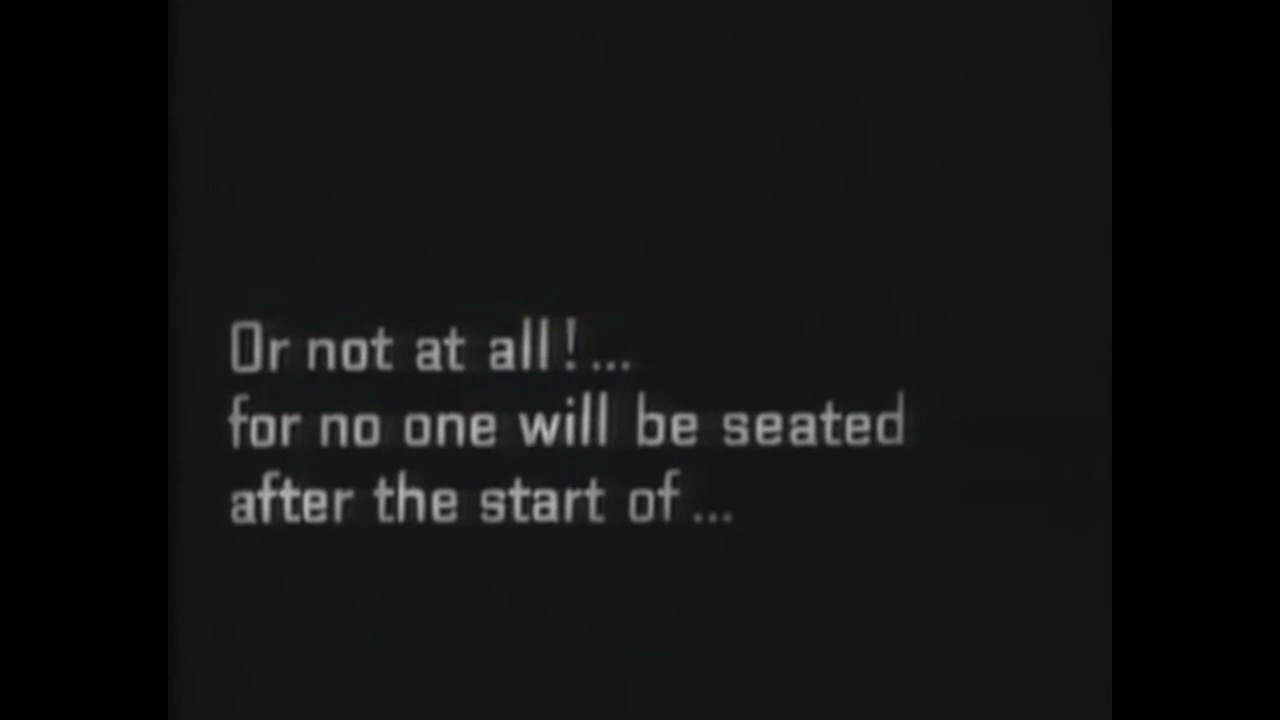 Or not at all!...
for no one will be seated
after the start of...